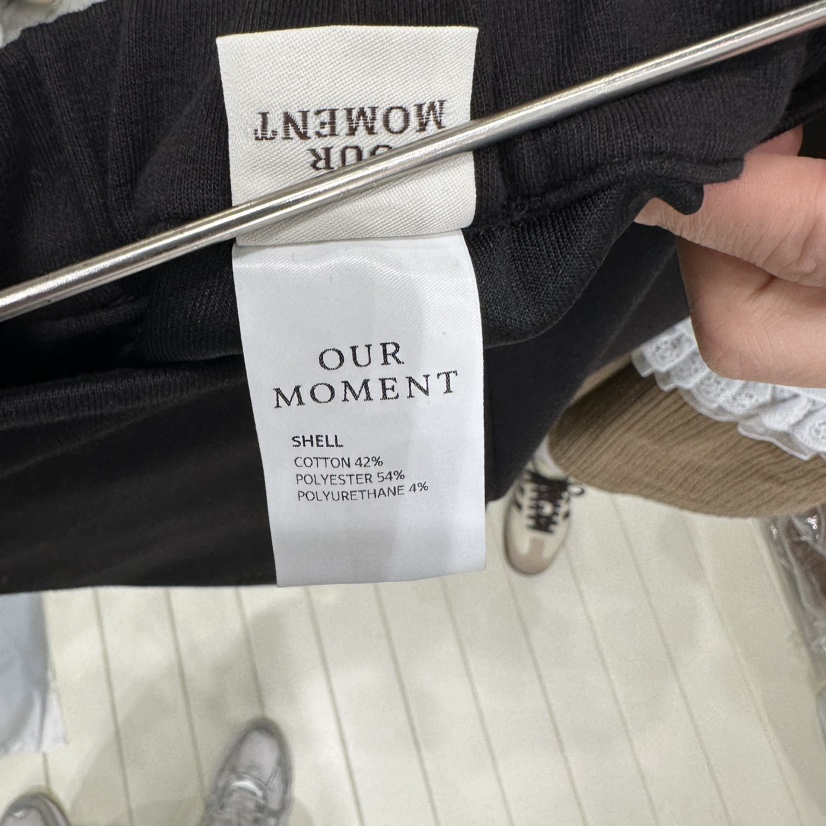 OUR
MOMENT
OUR
MOMENT
SHELL
COTTON 42%
POLYESTER 54%
POLYURETHANE 4%